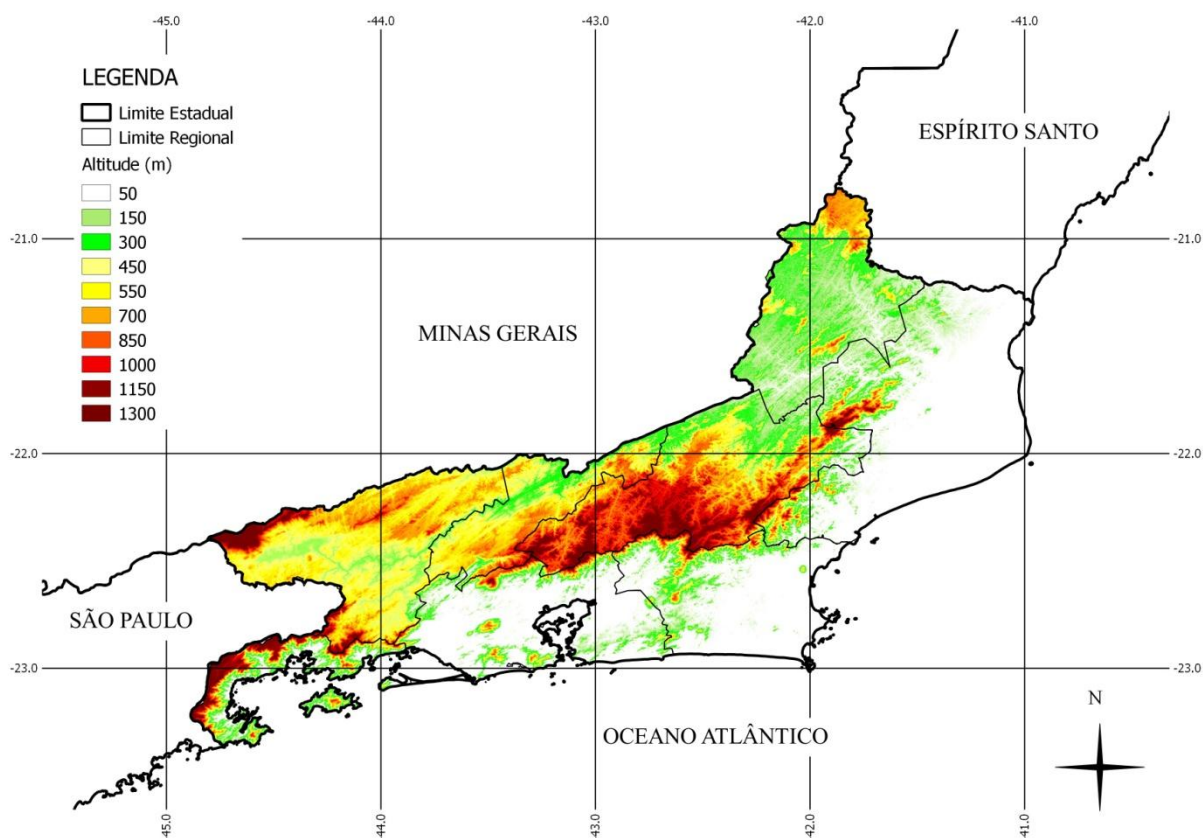 -45.0
-44.0
-43.0
-42.0
-41.0
LEGENDA
Limite Estadual
Limite Regional
Altitude (m)
50
150
300
450
550
700
850
1000
1150
1300
ESPÍRITO SANTO
-21.0
-21.0
MINAS GERAIS
-22.0
-22.0
SÃO PAULO
-23.0
-23.0
OCEANO ATLÂNTICO
N
-45.0
-44.0
-43.0
-42.0
-41.0